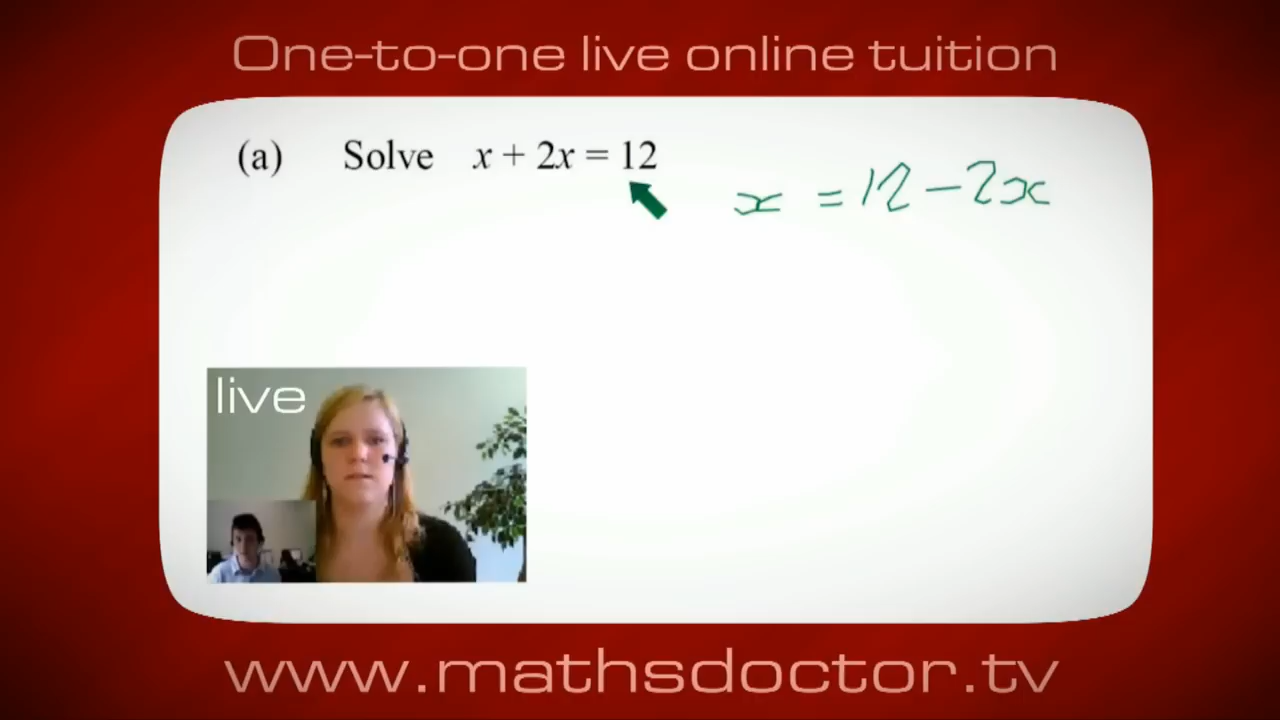 One-to-one live online tuition
(a) Solve x + 2x = 12
x = 12 - 2x
live
www.mathsdoctor.tv